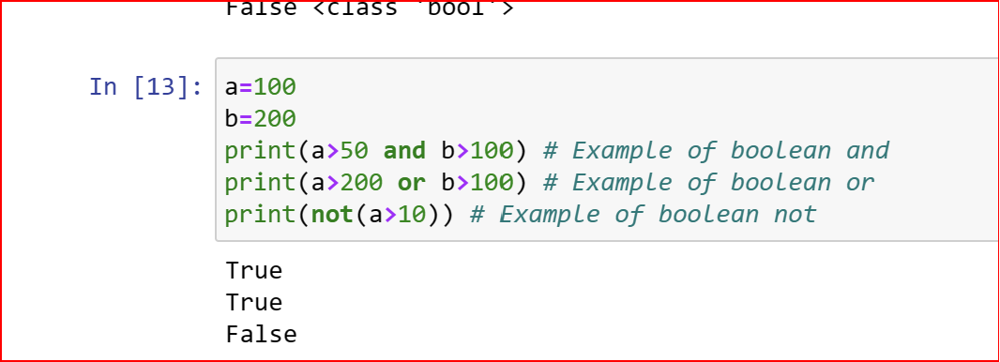 False <class 'bool'>
In [13]:
a=100
b=200
print(a>50 and b>100) # Example of boolean and
print(a>200 or b>100) # Example of boolean or
print(not(a>10)) # Example of boolean not
True
True
False